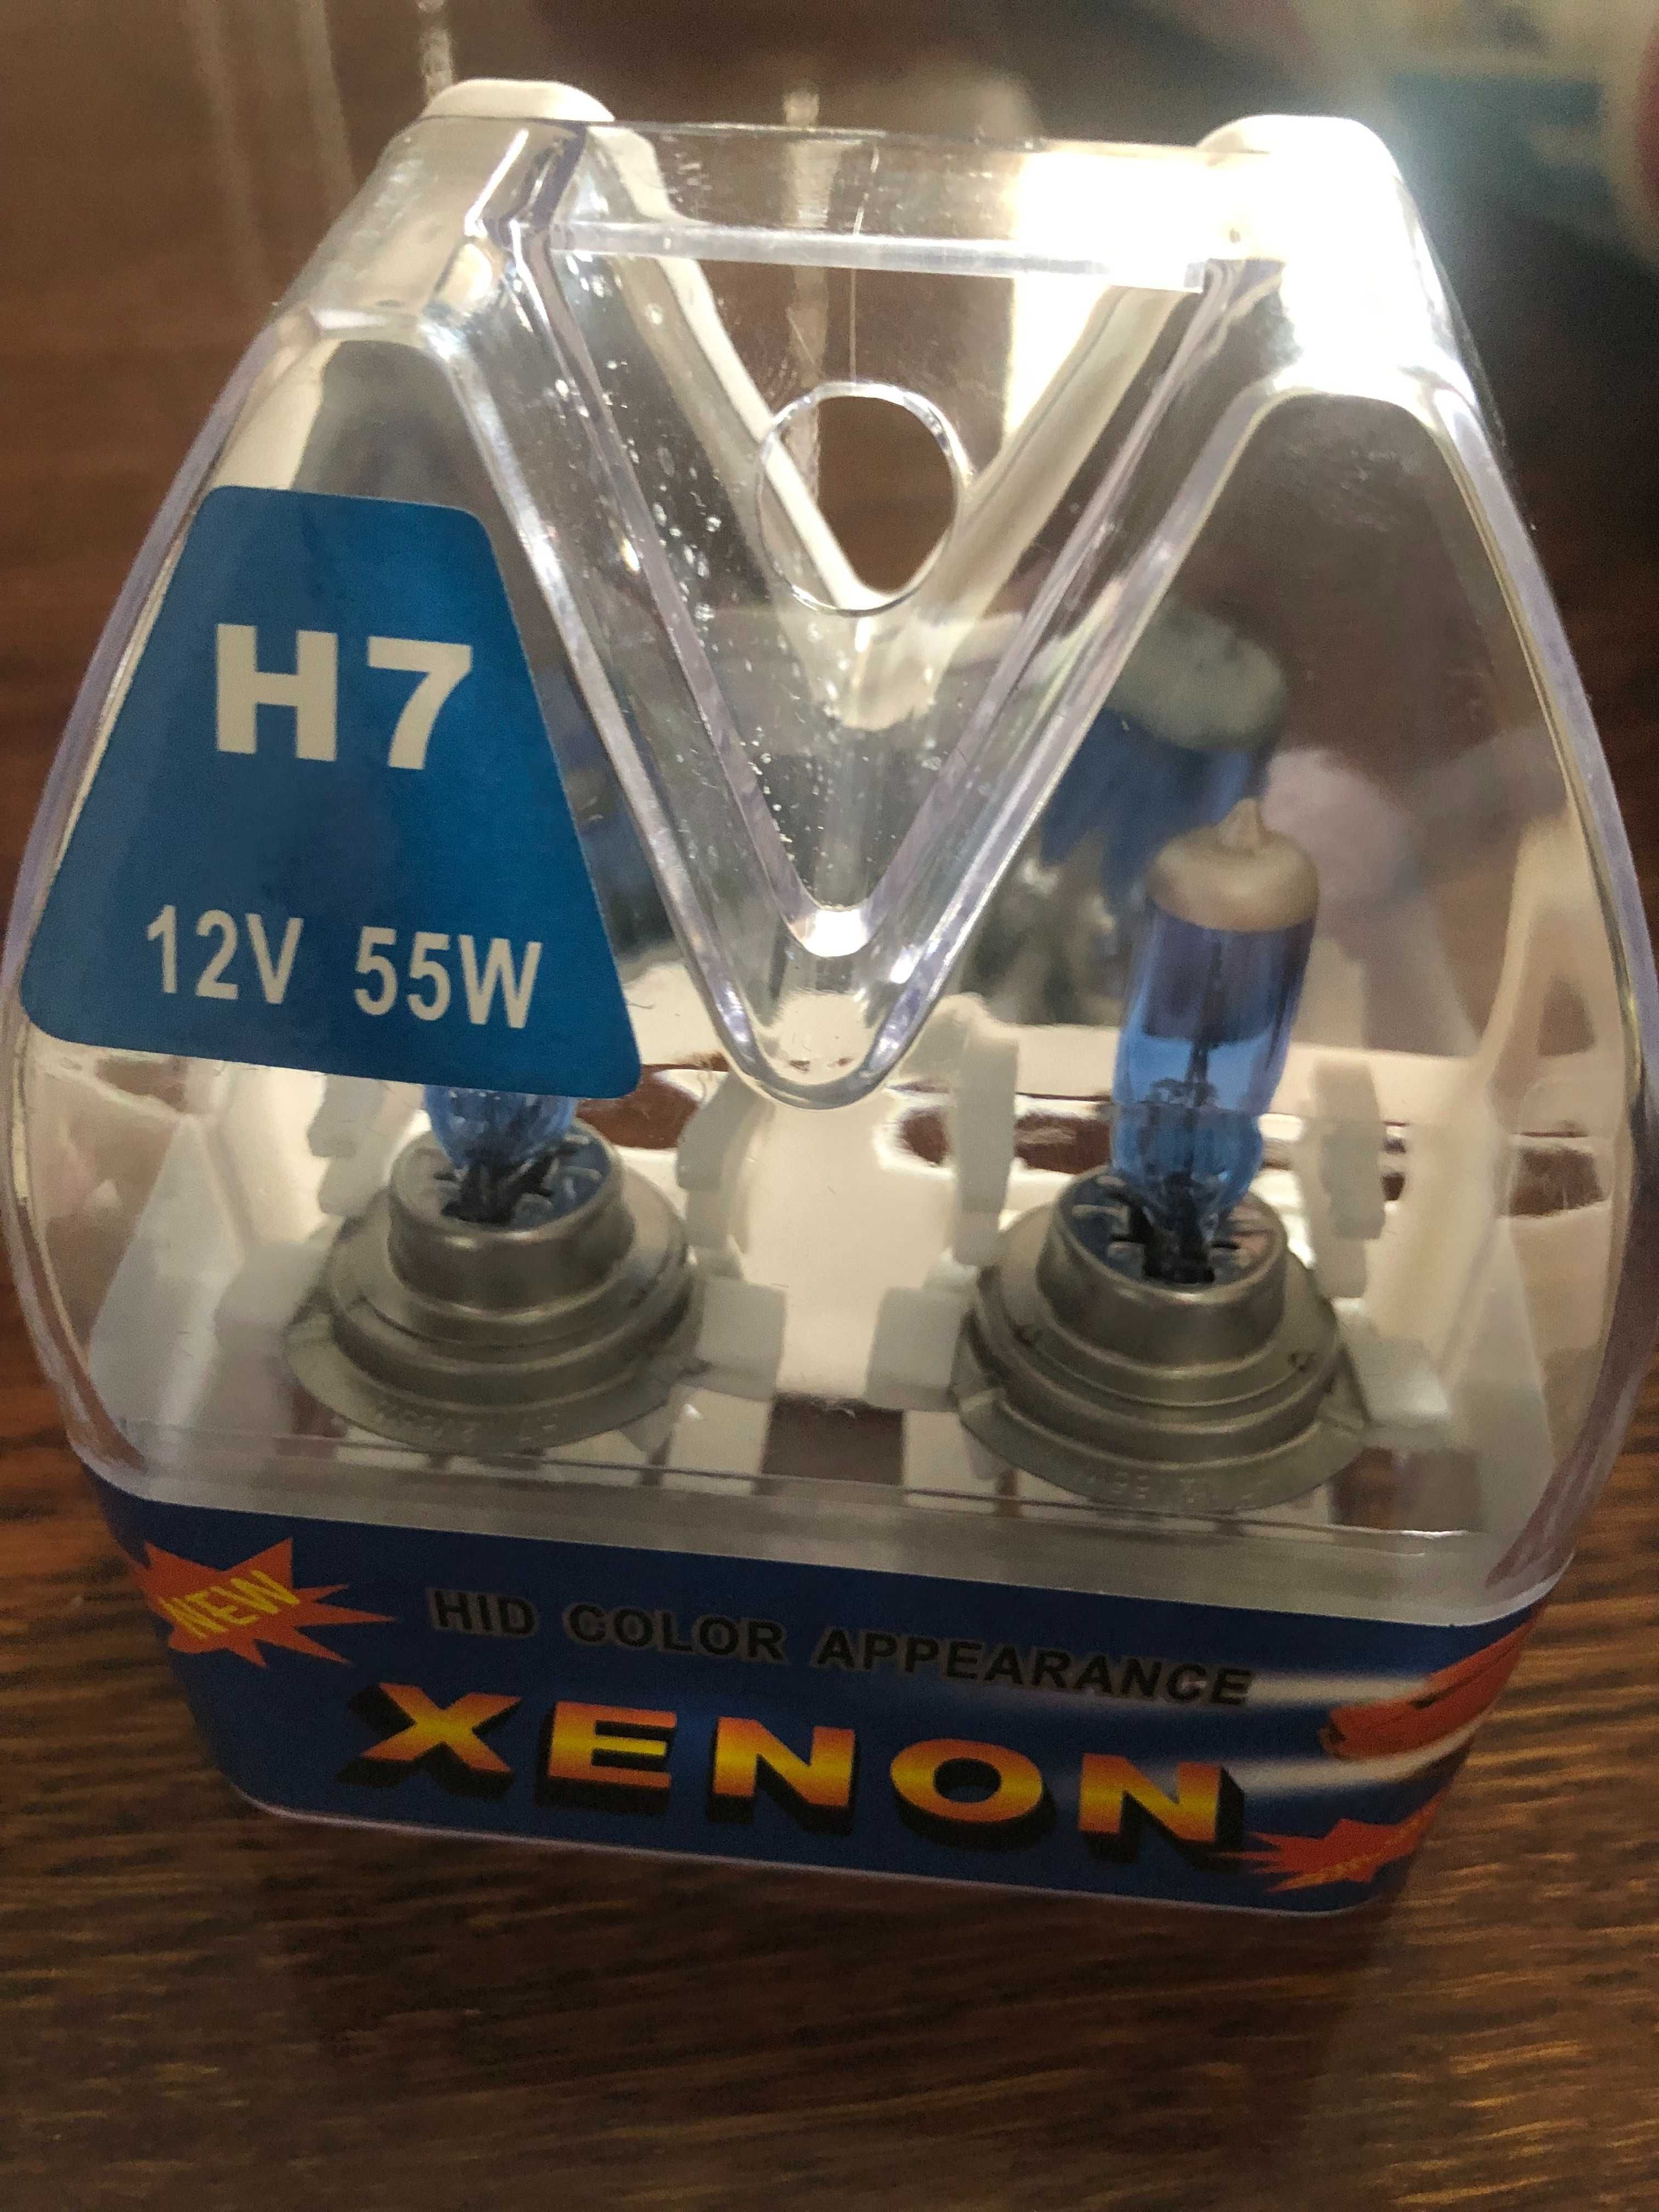 H7
12V 55W
NEW
HID COLOR APPEARANCE
XENON